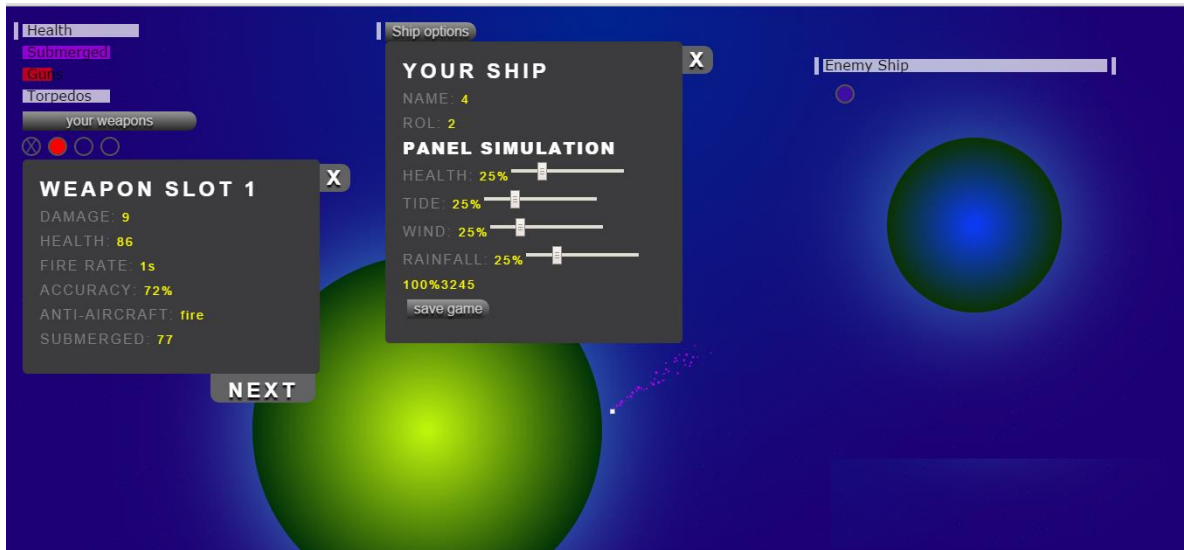 Health
Submerged
Guns
Torpedos
your weapons
X
X
WEAPON SLOT 1
DAMAGE: 9
HEALTH: 86
FIRE RATE: 1s
ACCURACY: 72%
ANTI-AIRCRAFT: fire
SUBMERGED: 77
NEXT
Ship options
X
YOUR SHIP
NAME: 4
ROL: 2
PANEL SIMULATION
HEALTH: 25%
TIDE: 25%
WIND: 25%
RAINFALL: 25%
100%3245
save game
Enemy Ship